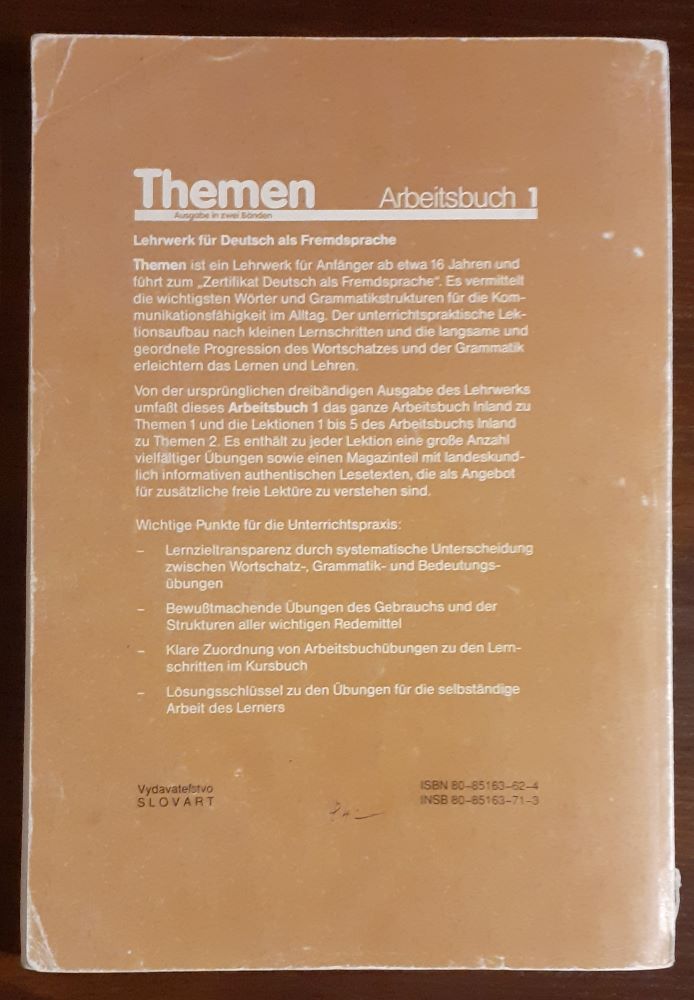 Themen
Arbeitsbuch 1
Ausgabe in zwei Bänden
Lehrwerk für Deutsch als Fremdsprache
Themen ist ein Lehrwerk für Anfänger ab etwa 16 Jahren und
führt zum „Zertifikat Deutsch als Fremdsprache". Es vermittelt
die wichtigsten Wörter und Grammatikstrukturen für die Kom-
munikationsfähigkeit im Alltag. Der unterrichtspraktische Lek-
tionsaufbau nach kleinen Lernschritten und die langsame und
geordnete Progression des Wortschatzes und der Grammatik
erleichtern das Lernen und Lehren.
Von der ursprünglichen dreibändigen Ausgabe des Lehrwerks
umfaßt dieses Arbeitsbuch 1 das ganze Arbeitsbuch Inland zu
Themen 1 und die Lektionen 1 bis 5 des Arbeitsbuchs Inland
zu Themen 2. Es enthält zu jeder Lektion eine große Anzahl
vielfältiger Übungen sowie einen Magazinteil mit landeskund-
lich informativen authentischen Lesetexten, die als Angebot
für zusätzliche freie Lektüre zu verstehen sind.
Wichtige Punkte für die Unterrichtspraxis:
– Lernzieltransparenz durch systematische Unterscheidung
zwischen Wortschatz-, Grammatik- und Bedeutungs-
übungen
– Bewußtmachende Übungen des Gebrauchs und der
Strukturen aller wichtigen Redemittel
– Klare Zuordnung von Arbeitsbuchübungen zu den Lern-
schritten im Kursbuch
– Lösungsschlüssel zu den Übungen für die selbständige
Arbeit des Lerners
Vydavateľstvo
SLOVART
ISBN 80–85163–62–4
INSB 80–85163–71–3